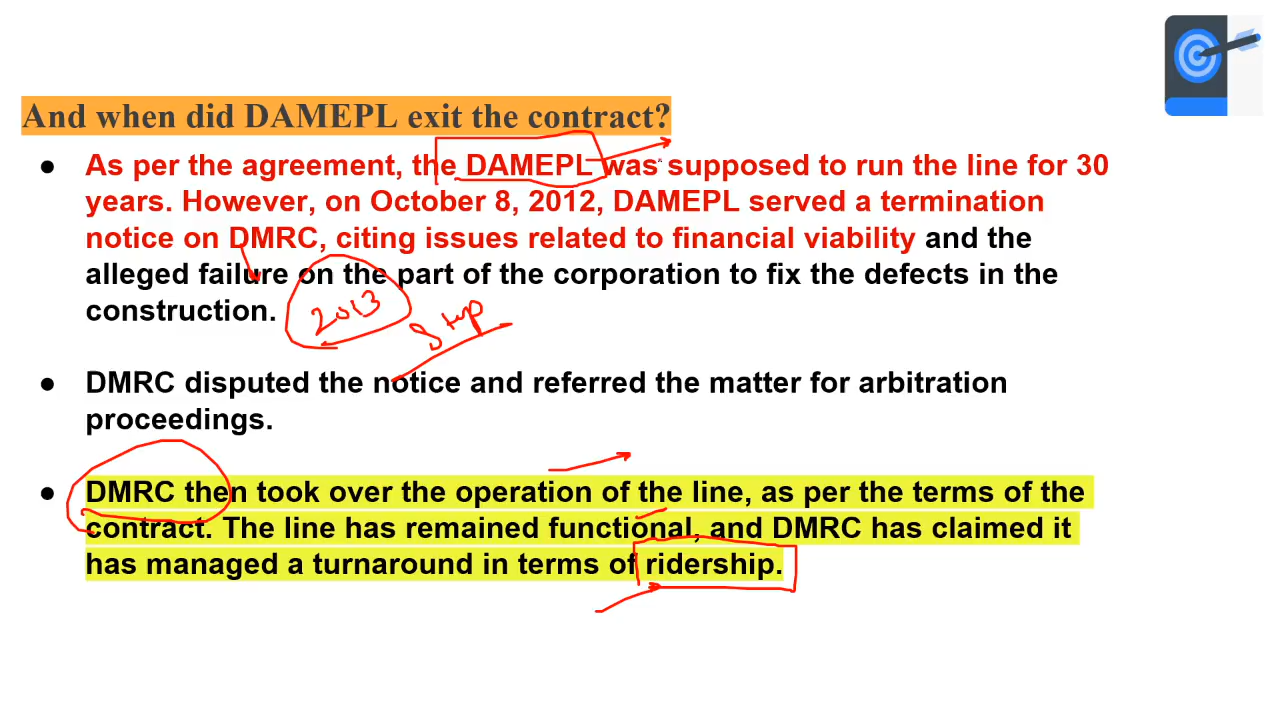 And when did DAMEPL exit the contract?
● As per the agreement, the DAMEPL was supposed to run the line for 30
years. However, on October 8, 2012, DAMEPL served a termination
notice on DMRC, citing issues related to financial viability and the
alleged failure on the part of the corporation to fix the defects in the
construction.
2013
● DMRC disputed the notice and referred the matter for arbitration
proceedings.
● DMRC then took over the operation of the line, as per the terms of the
contract. The line has remained functional, and DMRC has claimed it
has managed a turnaround in terms of ridership.